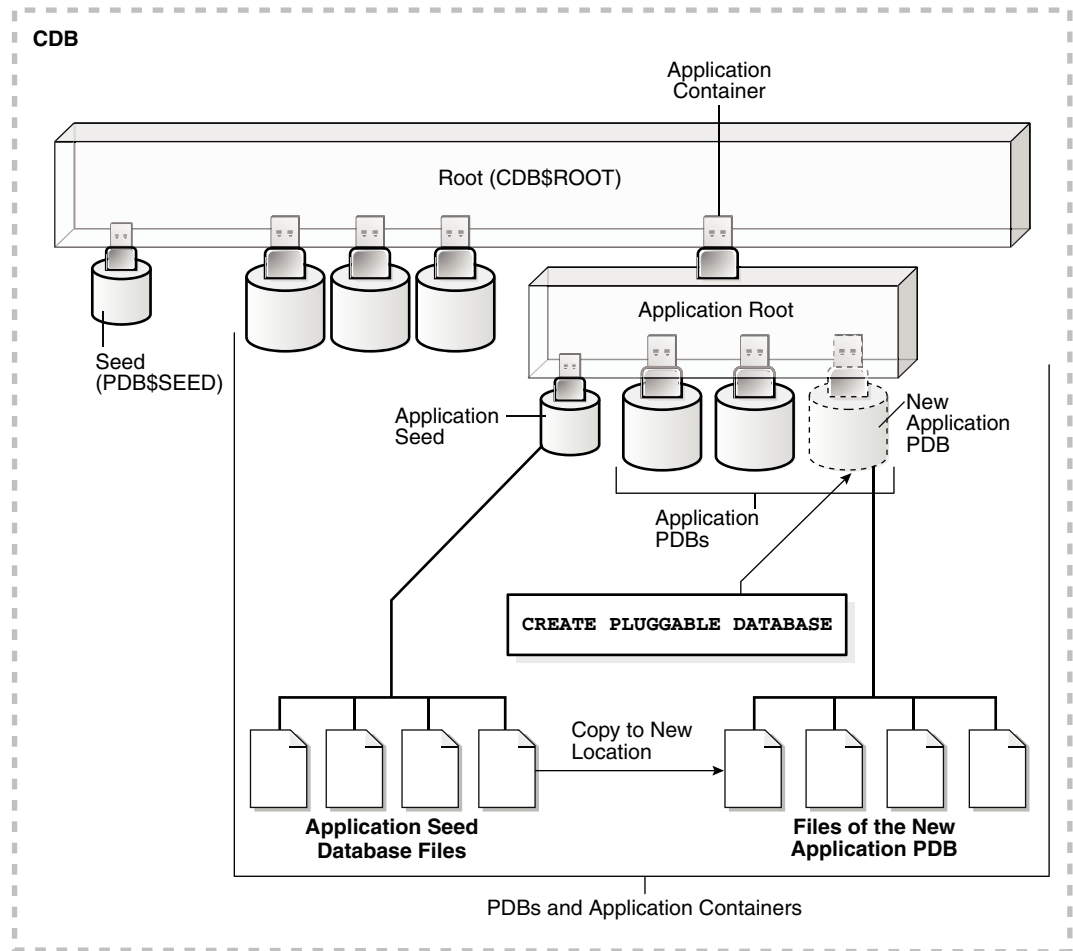 CDB
Application
Container
Root (CDB$ROOT)
Application Root
Seed
(PDB$SEED)
Application
Seed
New
Application
PDB
Application
PDBs
CREATE PLUGGABLE DATABASE
Copy to New
Location
Application Seed
Database Files
Files of the New
Application PDB
PDBs and Application Containers